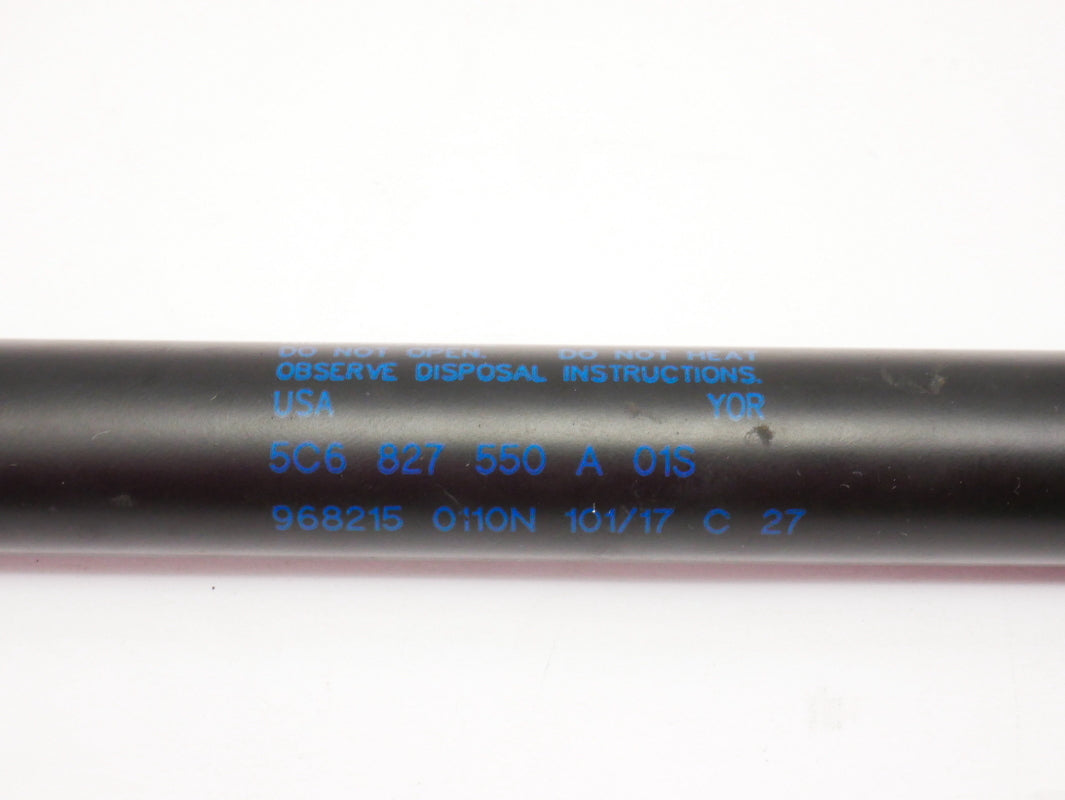 DO NOT OPEN. DO NOT HEAT
OBSERVE DISPOSAL INSTRUCTIONS.
USA YOR
5C6 827 550 A 01S
968215 0110N 101/17 C 27